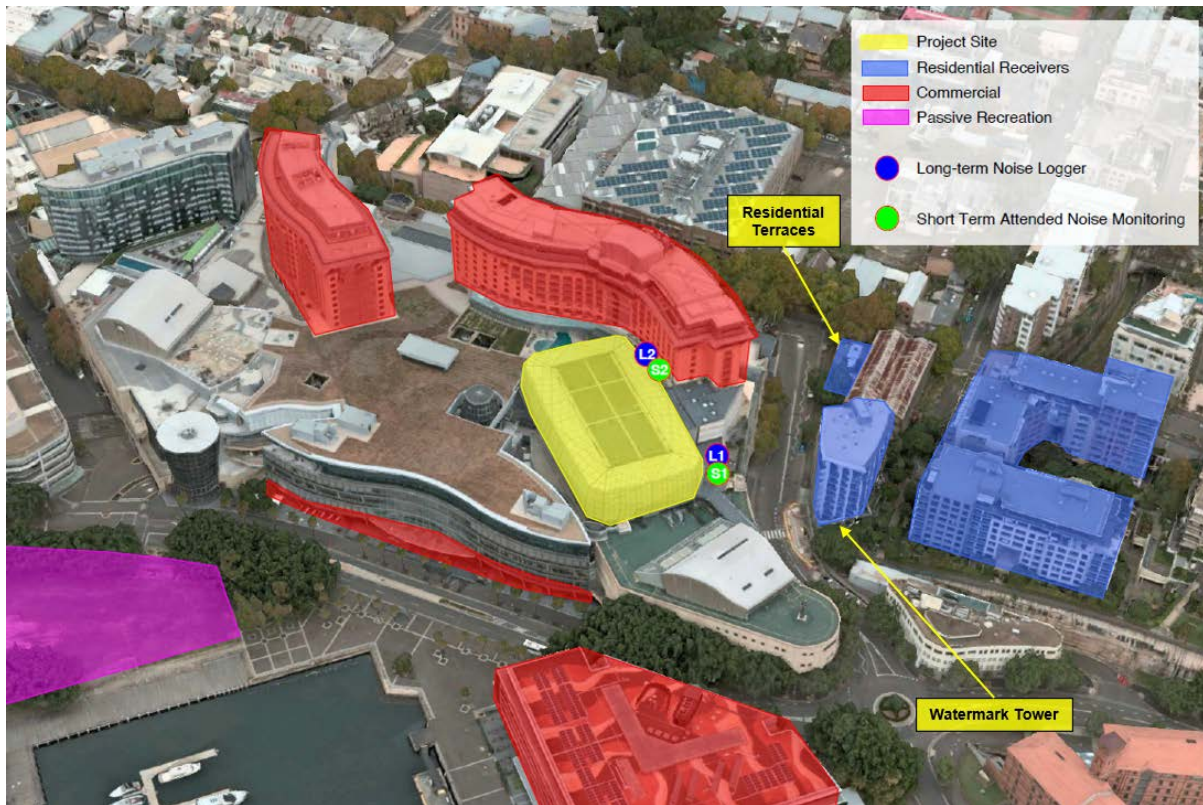 Project Site
Residential Receivers
Commercial
Passive Recreation
Long-term Noise Logger
Short Term Attended Noise Monitoring
Residential
Terraces
L2
S2
L1
S1
Watermark Tower